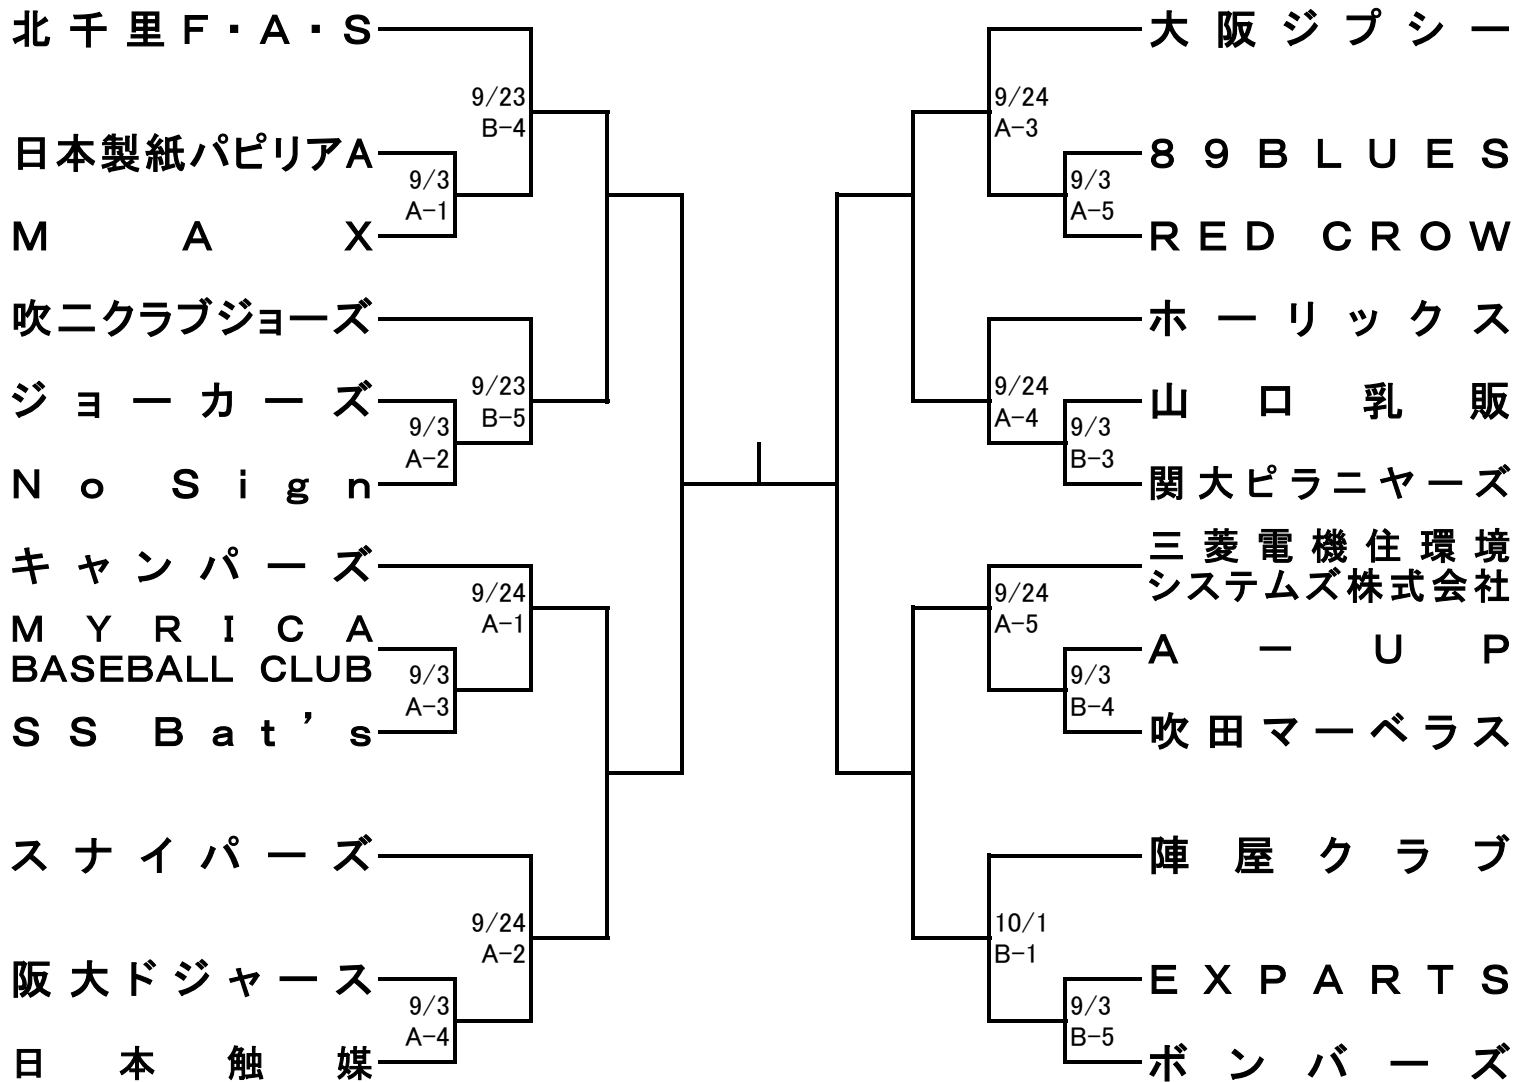 北千里F・A・S
9/23
B-4
日本製紙パピリアA
9/3
A-1
MAX
吹二クラブジョーズ
9/23
B-5
ジョーカーズ
9/3
A-2
No Sign
キャンパーズ
9/24
A-1
MYRICA
BASEBALL CLUB
9/3
A-3
SS Bat's
スナイパーズ
9/24
A-2
阪大ドジャース
9/3
A-4
日本触媒
大阪ジプシー
9/24
A-3
89BLUES
9/3
A-5
RED CROW
ホーリックス
9/24
A-4
山口乳販
9/3
B-3
関大ピラニヤーズ
三菱電機住環境
システムズ株式会社
9/24
A-5
A-UP
9/3
B-4
吹田マーベラス
陣屋クラブ
10/1
B-1
EXPARTS
9/3
B-5
ボンバーズ